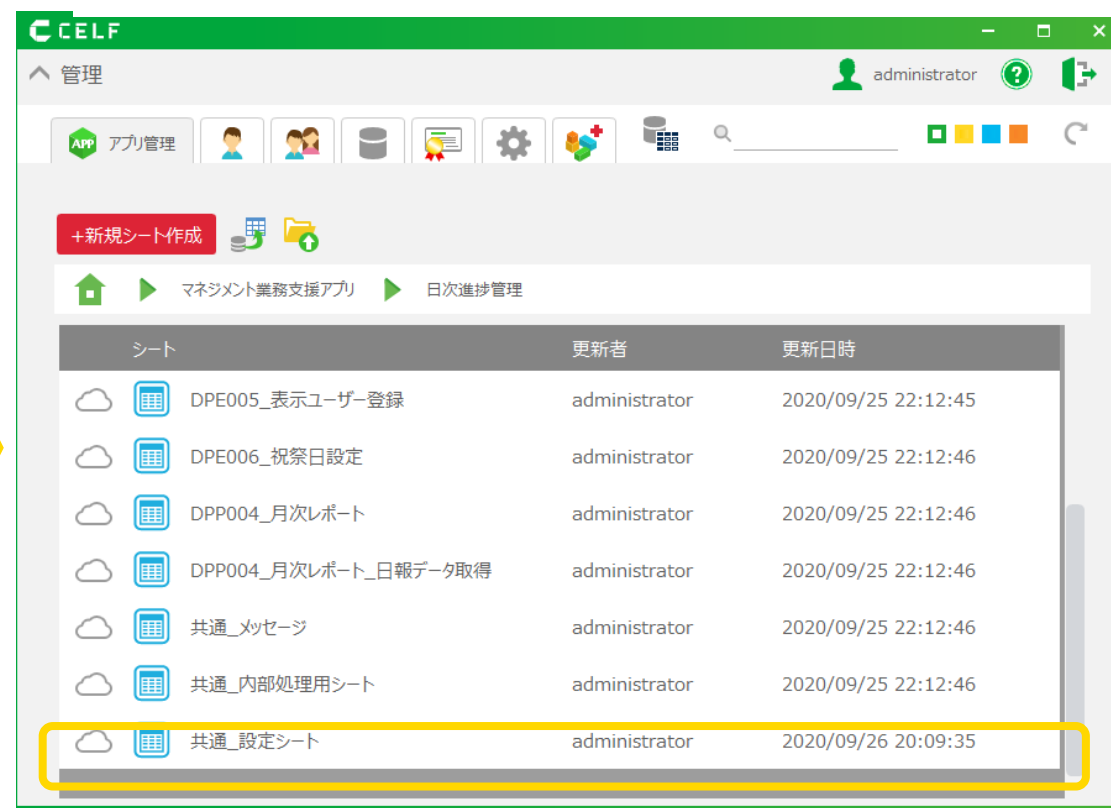 CELF
管理
administrator
APP アプリ管理
+新規シート作成
マネジメント業務支援アプリ 日次進捗管理
シート 更新者 更新日時
DPE005_表示ユーザー登録 administrator 2020/09/25 22:12:45
DPE006_祝祭日設定 administrator 2020/09/25 22:12:46
DPP004_月次レポート administrator 2020/09/25 22:12:46
DPP004_月次レポート_日報データ取得 administrator 2020/09/25 22:12:46
共通_メッセージ administrator 2020/09/25 22:12:46
共通_内部処理用シート administrator 2020/09/25 22:12:46
共通_設定シート administrator 2020/09/26 20:09:35